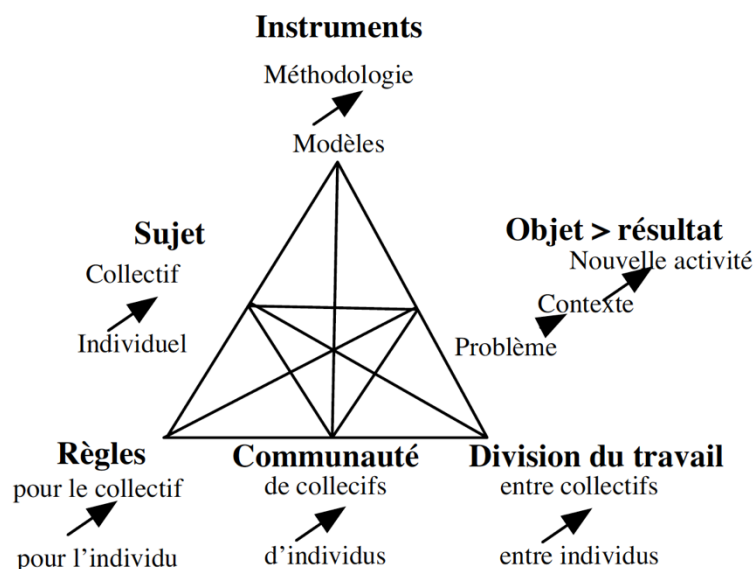 Instruments
Méthodologie
Modèles
Sujet
Collectif
Individuel
Objet > résultat
Nouvelle activité
Contexte
Problème
Règles
pour le collectif
pour l'individu
Communauté
de collecifs
d'individus
Division du travail
entre collectifs
entre individus